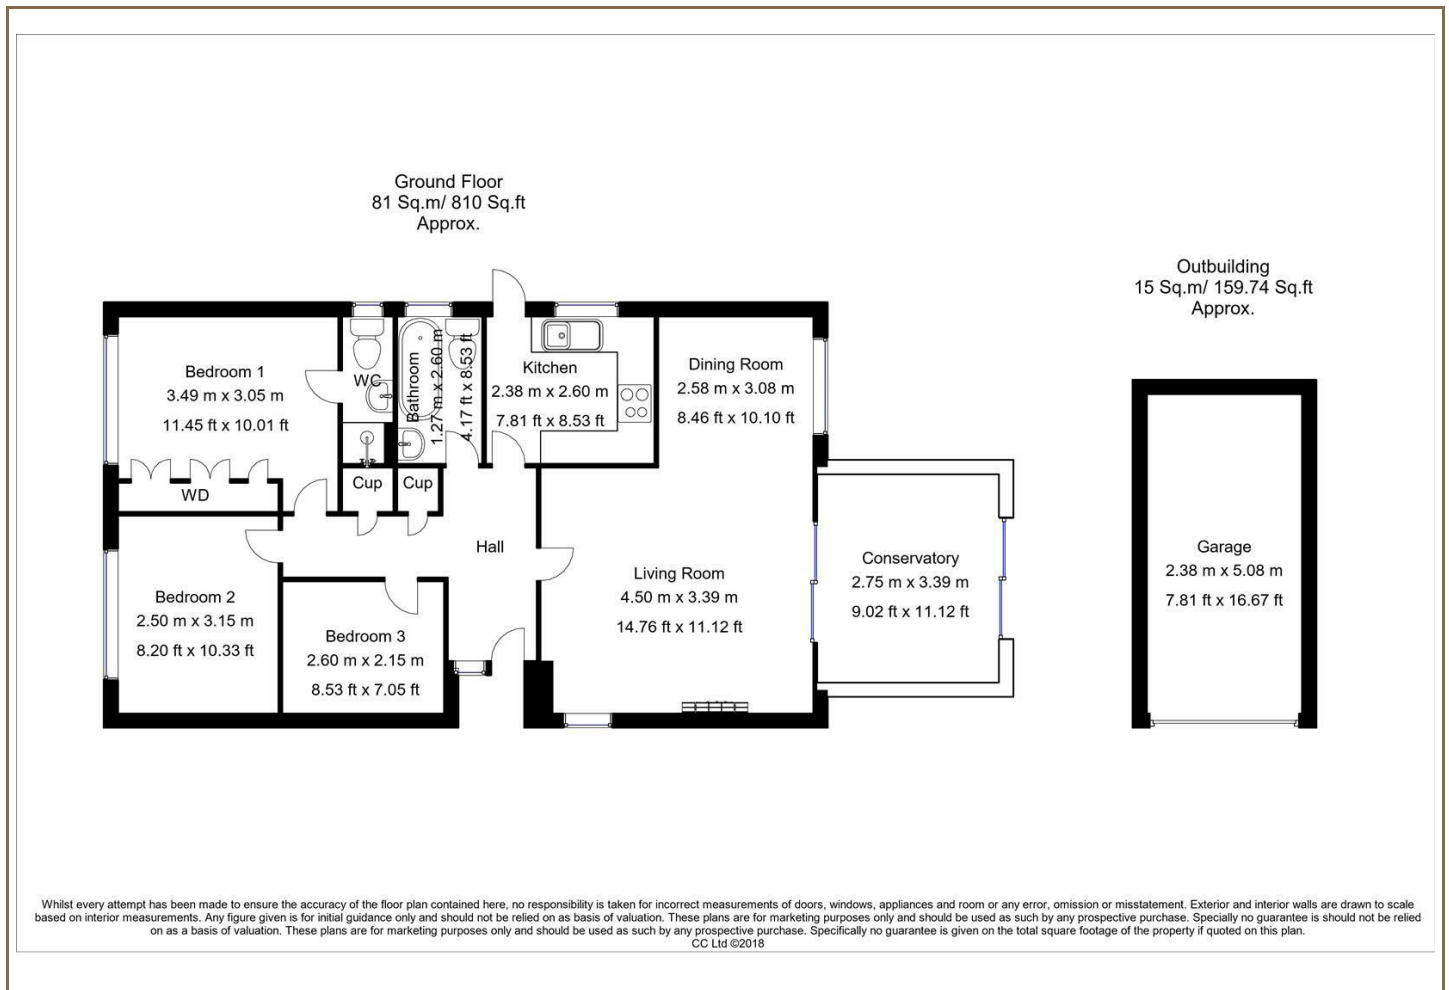 Ground Floor
81 Sq.m/ 810 Sq.ft
Approx.
Outbuilding
15 Sq.m/ 159.74 Sq.ft
Approx.
Bedroom 1
3.49 m x 3.05 m
11.45 ft x 10.01 ft
WC
Bathroom
1.27 m x 2.60 m
4.17 ft x 8.53 ft
Kitchen
2.38 m x 2.60 m
7.81 ft x 8.53 ft
Dining Room
2.58 m x 3.08 m
8.46 ft x 10.10 ft
WD
Cup
Cup
Hall
Bedroom 2
2.50 m x 3.15 m
8.20 ft x 10.33 ft
Bedroom 3
2.60 m x 2.15 m
8.53 ft x 7.05 ft
Living Room
4.50 m x 3.39 m
14.76 ft x 11.12 ft
Conservatory
2.75 m x 3.39 m
9.02 ft x 11.12 ft
Garage
2.38 m x 5.08 m
7.81 ft x 16.67 ft
Whilst every attempt has been made to ensure the accuracy of the floor plan contained here, no responsibility is taken for incorrect measurements of doors, windows, appliances and room or any error, omission or misstatement. Exterior and interior walls are drawn to scale
based on interior measurements. Any figure given is for initial guidance only and should not be relied on as basis of valuation. These plans are for marketing purposes only and should be used as such by any prospective purchase. Specially no guarantee is should not be relied
on as a basis of valuation. These plans are for marketing purposes only and should be used as such by any prospective purchase. Specifically no guarantee is given on the total square footage of the property if quoted on this plan.
CC Ltd ©2018